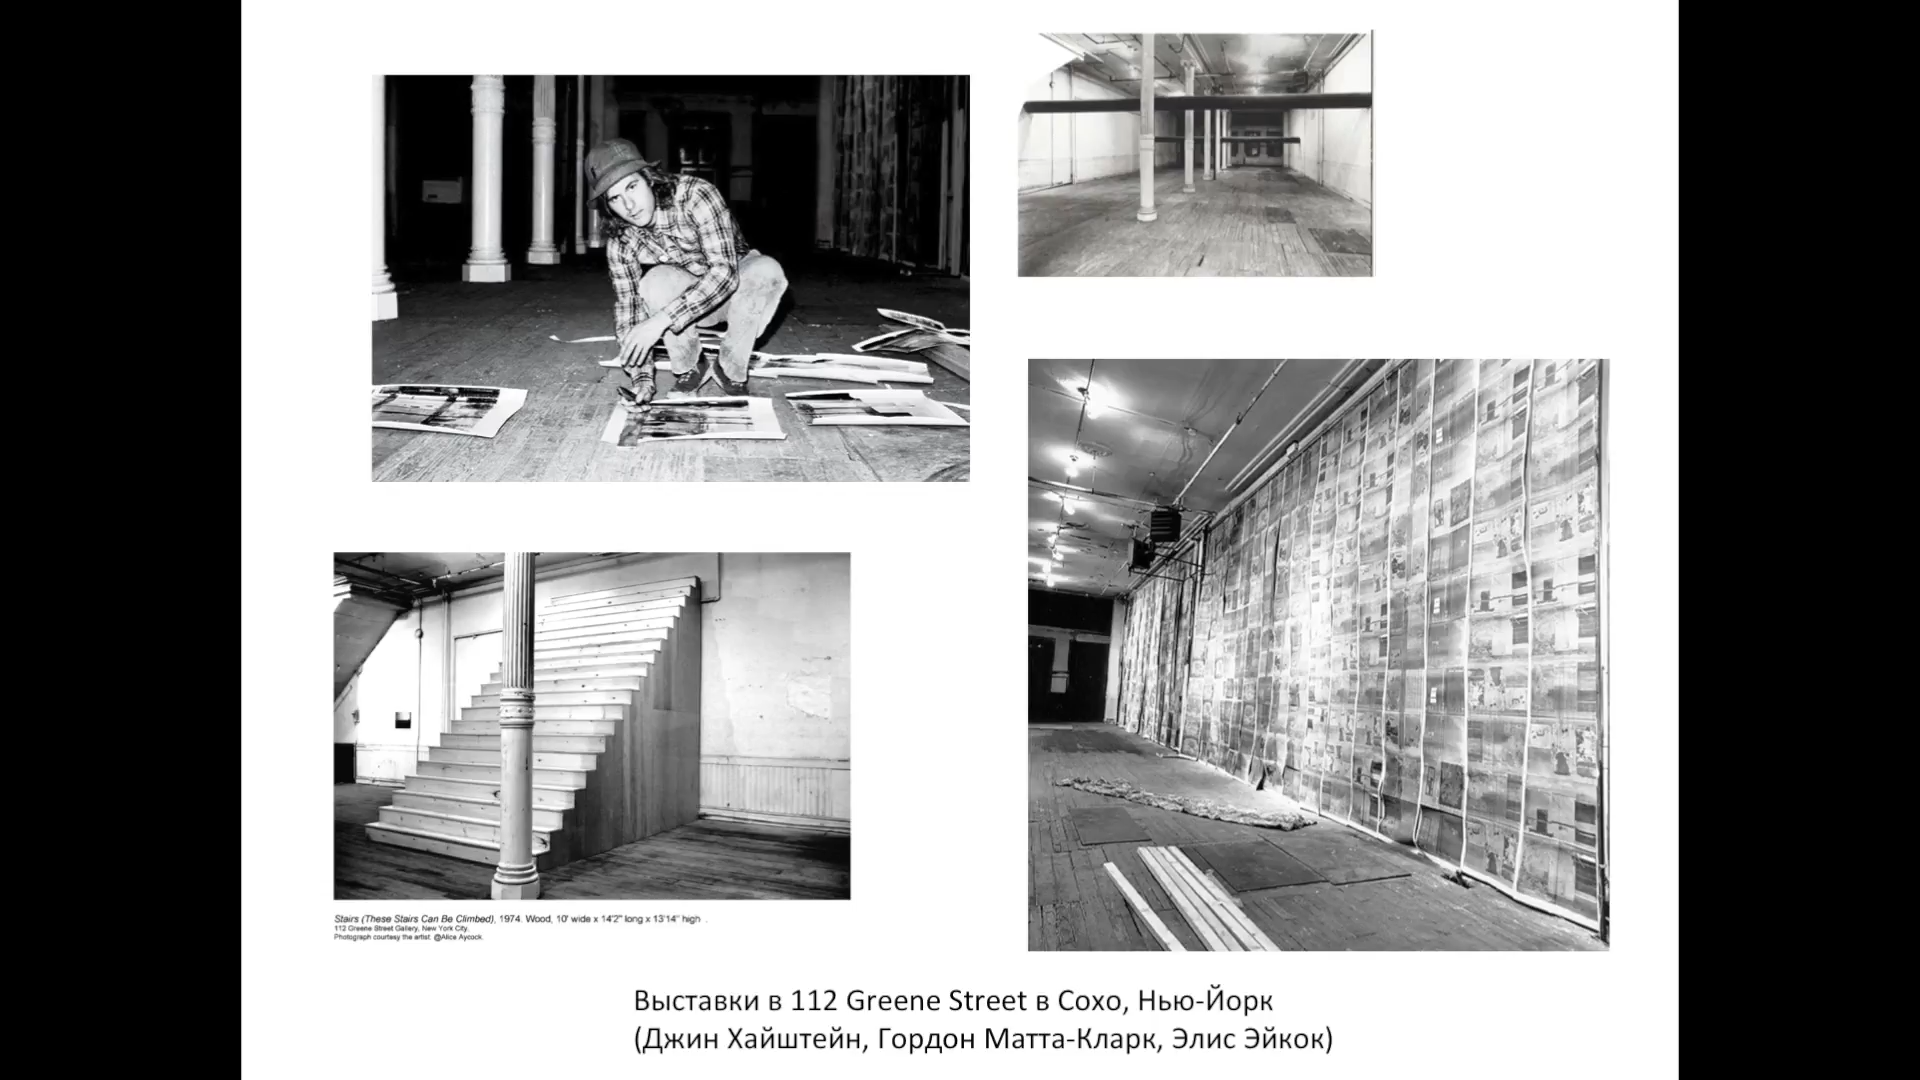 Stairs (These Stairs Can Be Climbed), 1974. Wood, 10' wide x 14'2" long x 13'14" high .
112 Greene Street Gallery, New York City.
Photograph courtesy the artist: @Alice Aycock.
Выставки в 112 Greene Street в Сохо, Нью-Йорк
(Джин Хайштейн, Гордон Матта-Кларк, Элис Эйкок)